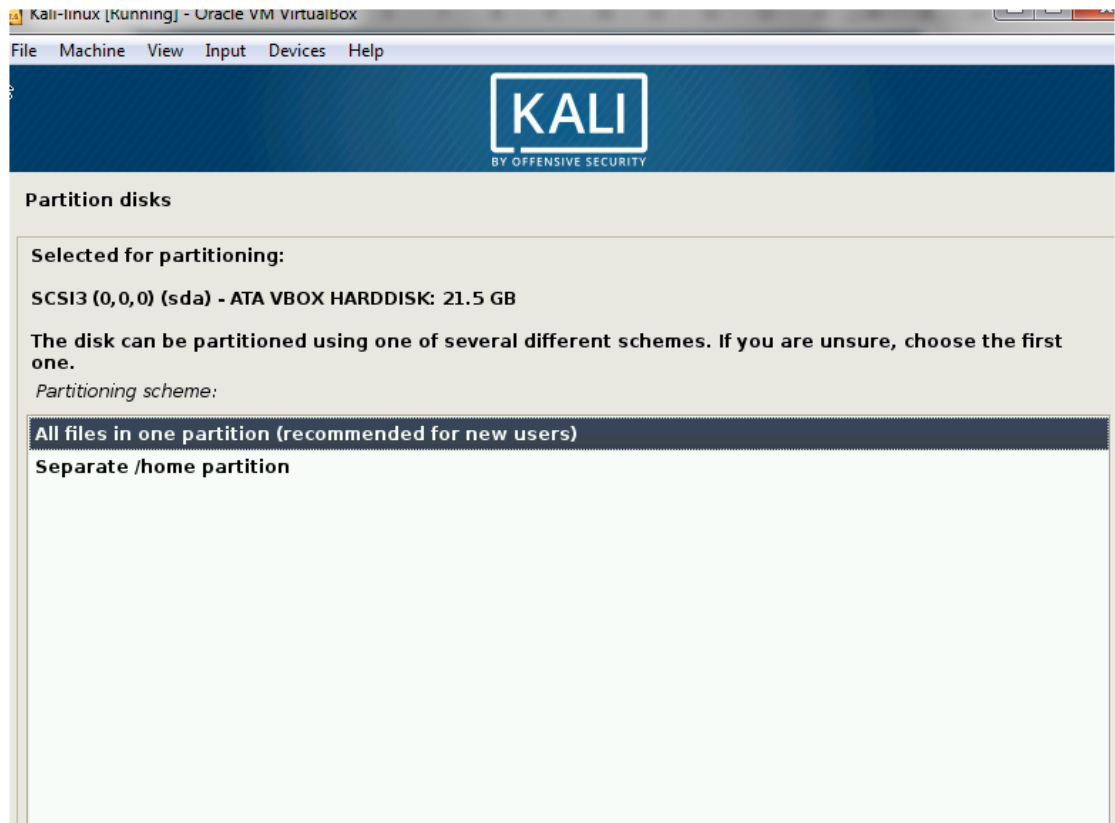 Kali-linux [Running] - Oracle VM VirtualBox
File Machine View Input Devices Help
KALI
BY OFFENSIVE SECURITY
Partition disks
Selected for partitioning:
SCSI3 (0,0,0) (sda) - ATA VBOX HARDDISK: 21.5 GB
The disk can be partitioned using one of several different schemes. If you are unsure, choose the first
one.
Partitioning scheme:
All files in one partition (recommended for new users)
Separate /home partition